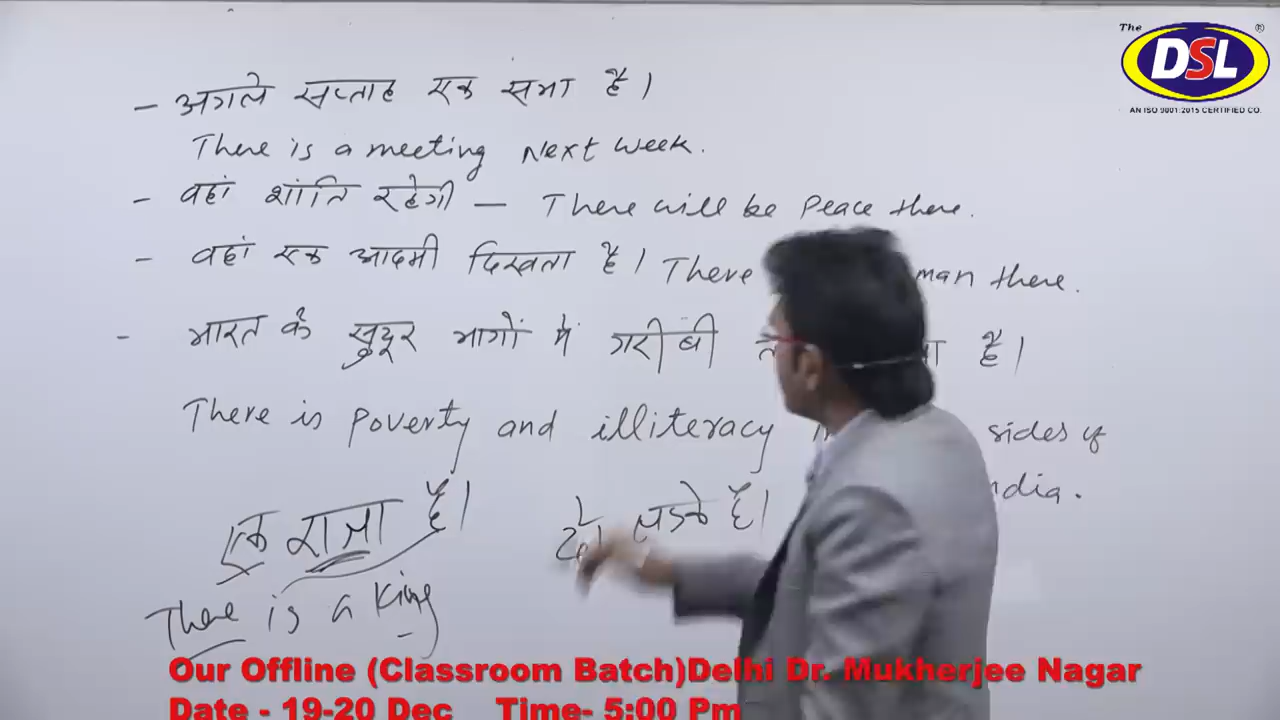 The ®
DSL
AN ISO 9001:2015 CERTIFIED CO.
- अगले सप्ताह एक सभा है।
There is a meeting Next week.
- वहां शांति रहेगी - There will be Peace there.
- वहां एक आदमी दिखता है। There man there.
- भारत के सुदूर भागों में गरीबी है।
There is poverty and illiteracy sides of
India.
एक राजा है। दो लड़के हैं।
There is a King
Our Offline (Classroom Batch)Delhi Dr. Mukherjee Nagar
Date - 19-20 Dec Time- 5:00 Pm